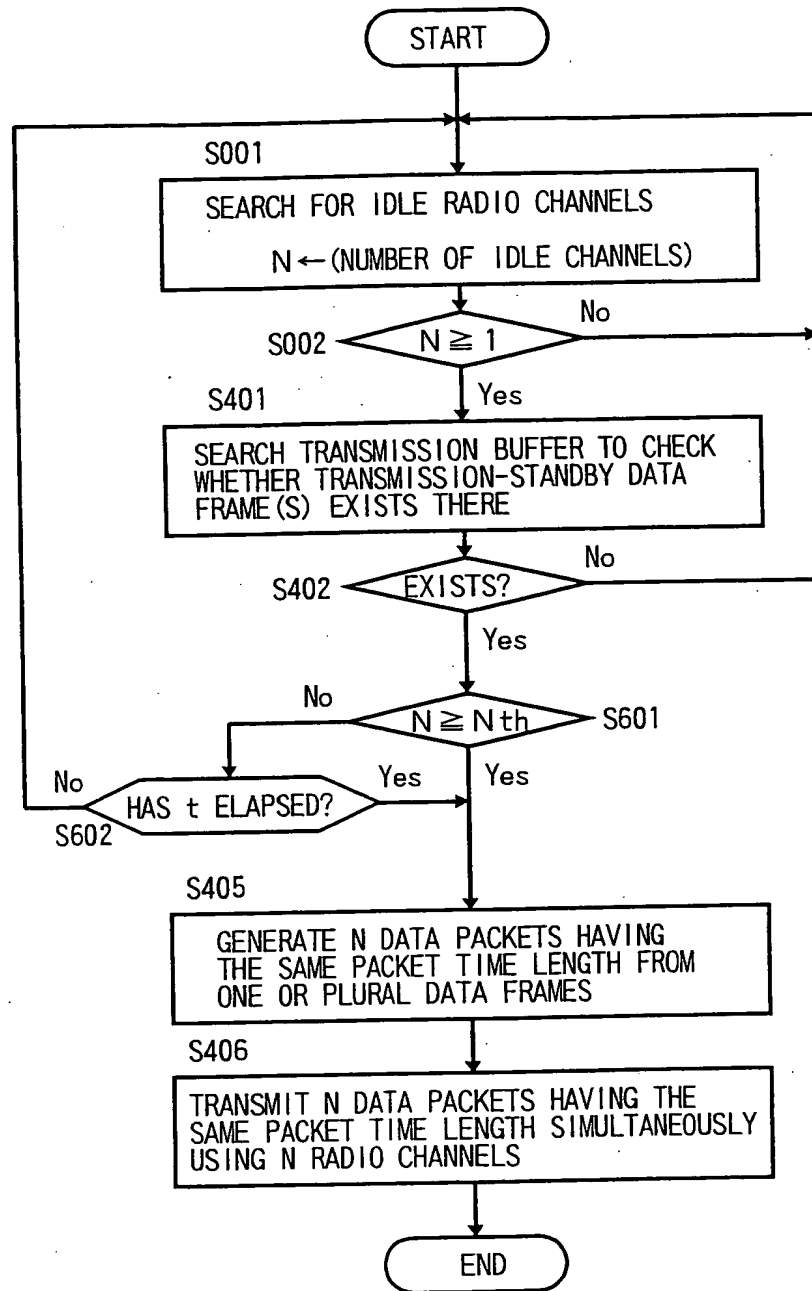 START
S001
SEARCH FOR IDLE RADIO CHANNELS
N ← (NUMBER OF IDLE CHANNELS)
No
S002
N ≧ 1
Yes
S401
SEARCH TRANSMISSION BUFFER TO CHECK
WHETHER TRANSMISSION-STANDBY DATA
FRAME(S) EXISTS THERE
No
S402
EXISTS?
Yes
No
N ≧ Nth
S601
No
Yes
Yes
HAS t ELAPSED?
S602
S405
GENERATE N DATA PACKETS HAVING
THE SAME PACKET TIME LENGTH FROM
ONE OR PLURAL DATA FRAMES
S406
TRANSMIT N DATA PACKETS HAVING THE
SAME PACKET TIME LENGTH SIMULTANEOUSLY
USING N RADIO CHANNELS
END